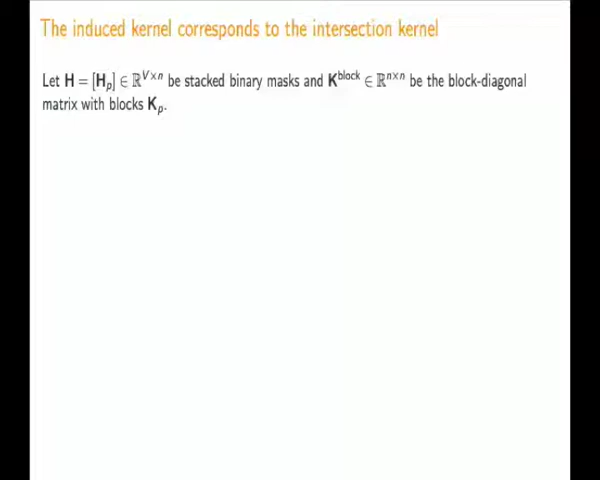 The induced kernel corresponds to the intersection kernel
Let H = [H_p] ∈ ℝ^{V×n} be stacked binary masks and K^{block} ∈ ℝ^{n×n} be the block-diagonal
matrix with blocks K_p.